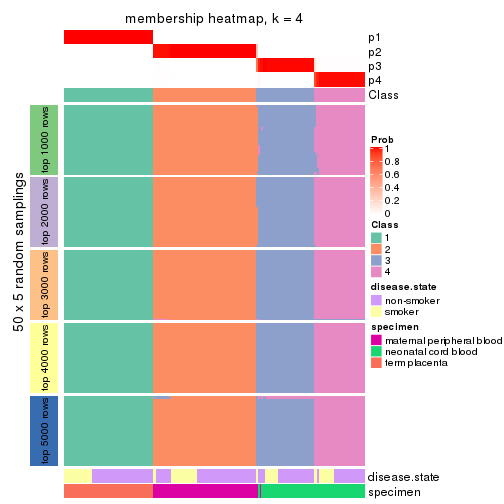 membership heatmap, k = 4
p1
p2
p3
p4
Class
50 x 5 random samplings
top 1000 rows
top 2000 rows
top 3000 rows
top 4000 rows
top 5000 rows
Prob
1
0.8
0.6
0.4
0.2
0
Class
1
2
3
4
disease.state
non-smoker
smoker
specimen
maternal peripheral blood
neonatal cord blood
term placenta
disease.state
specimen